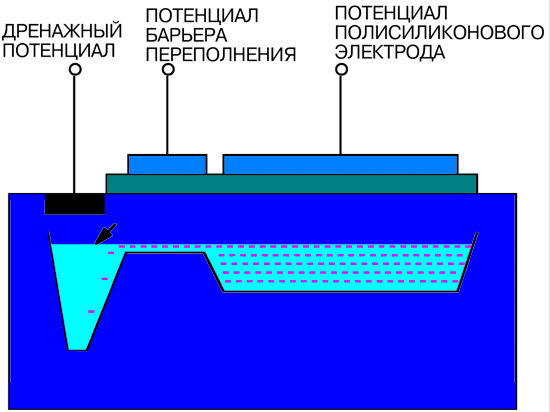 ДРЕНАЖНЫЙ
ПОТЕНЦИАЛ
ПОТЕНЦИАЛ
БАРЬЕРА
ПЕРЕПОЛНЕНИЯ
ПОТЕНЦИАЛ
ПОЛИСИЛИКОНОВОГО
ЭЛЕКТРОДА